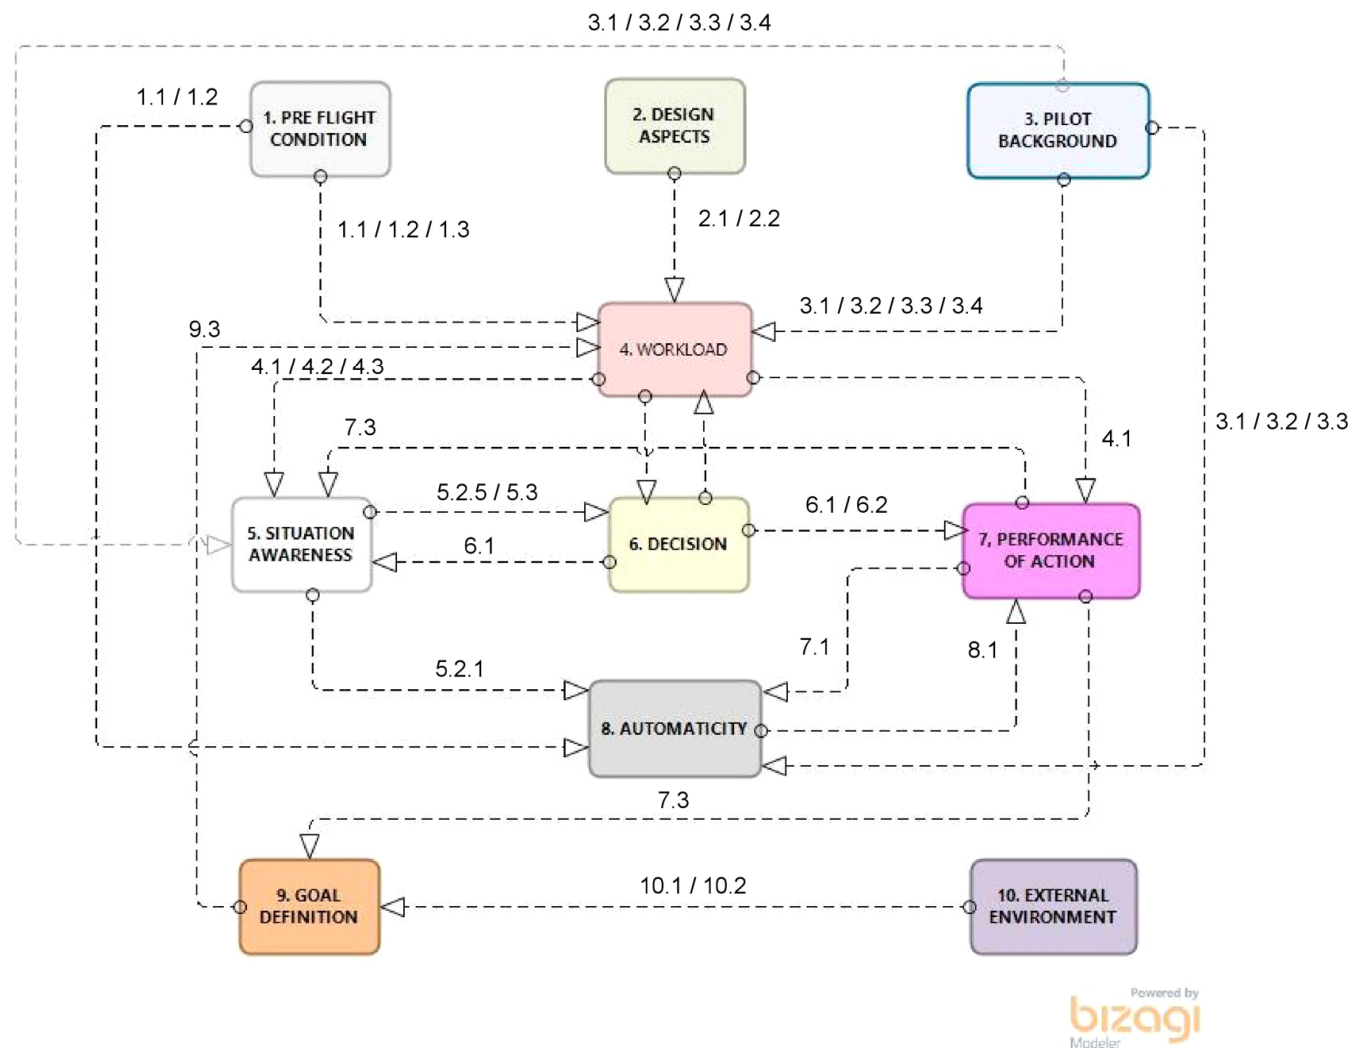 3.1 / 3.2 / 3.3 / 3.4
1.1 / 1.2
1. PRE FLIGHT
CONDITION
2. DESIGN
ASPECTS
3. PILOT
BACKGROUND
1.1 / 1.2 / 1.3
2.1 / 2.2
3.1 / 3.2 / 3.3 / 3.4
9.3
4. WORKLOAD
4.1 / 4.2 / 4.3
7.3
4.1
3.1 / 3.2 / 3.3
5.2.5 / 5.3
6.1 / 6.2
5. SITUATION
AWARENESS
6.1
6. DECISION
7, PERFORMANCE
OF ACTION
7.1
8.1
5.2.1
8. AUTOMATICITY
7.3
9. GOAL
DEFINITION
10.1 / 10.2
10. EXTERNAL
ENVIRONMENT
Powered by
bizagi
Modeler